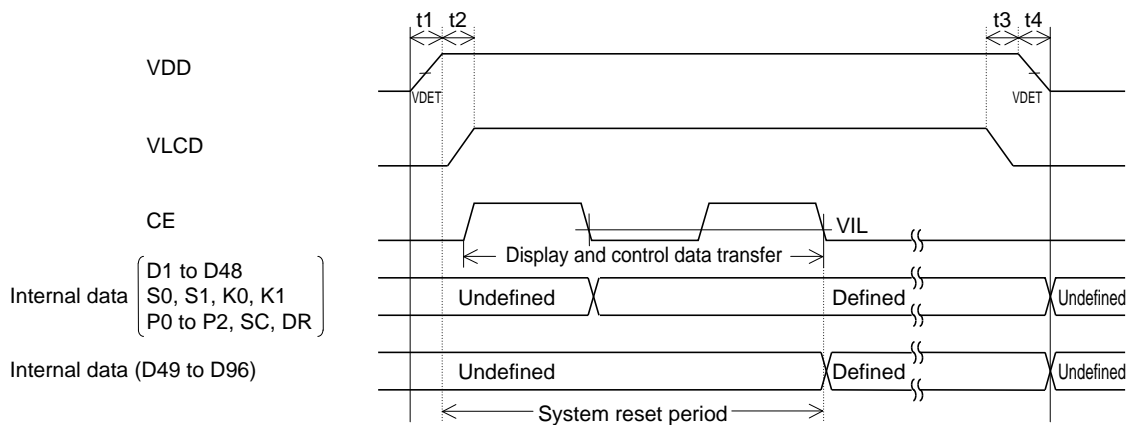 t1 t2 t3 t4
VDD
VDET VDET
VLCD
CE
VIL
Display and control data transfer
D1 to D48
Internal data S0, S1, K0, K1 Undefined Defined Undefined
P0 to P2, SC, DR
Internal data (D49 to D96) Undefined Defined Undefined
System reset period